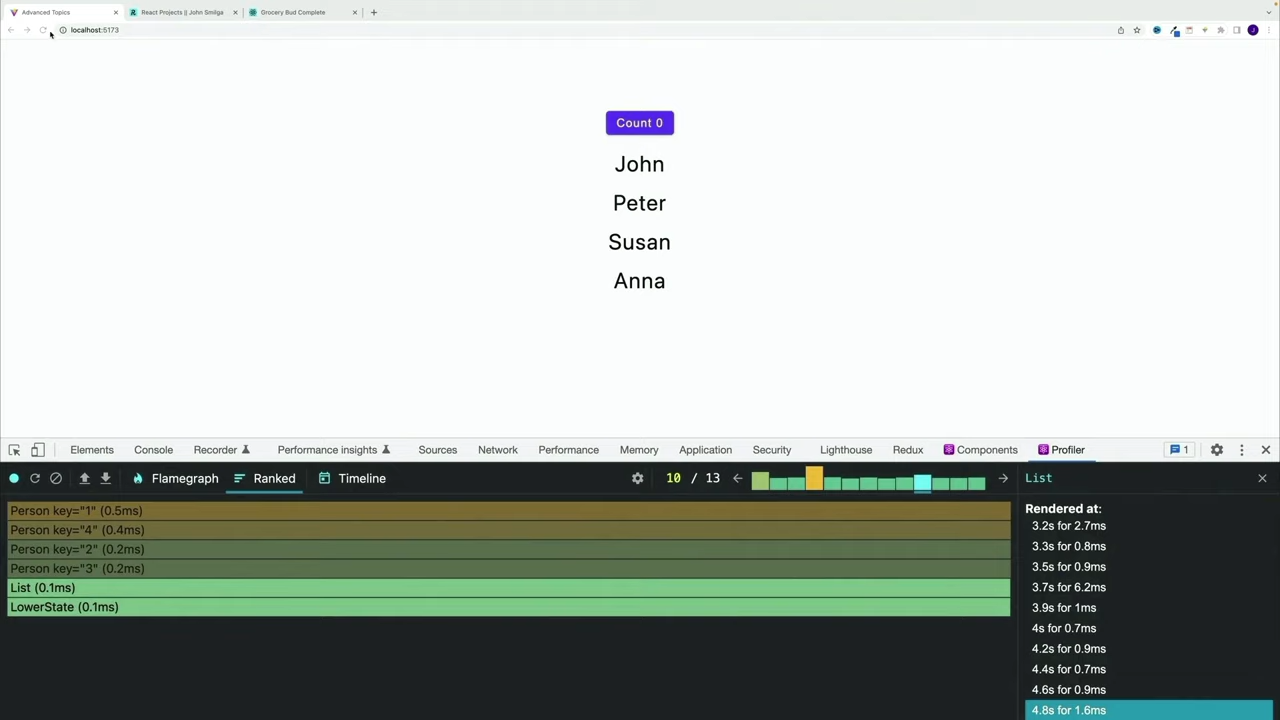 Advanced Topics
React Projects || John Smilga
Grocery Bud Complete
localhost:5173
Count 0
John
Peter
Susan
Anna
Elements Console Recorder Performance insights Sources Network Performance Memory Application Security Lighthouse Redux Components Profiler 1
Flamegraph Ranked Timeline 10 / 13 List
Rendered at:
Person key="1" (0.5ms)
Person key="4" (0.4ms)
Person key="2" (0.2ms)
Person key="3" (0.2ms)
List (0.1ms)
LowerState (0.1ms)
3.2s for 2.7ms
3.3s for 0.8ms
3.5s for 0.9ms
3.7s for 6.2ms
3.9s for 1ms
4s for 0.7ms
4.2s for 0.9ms
4.4s for 0.7ms
4.6s for 0.9ms
4.8s for 1.6ms